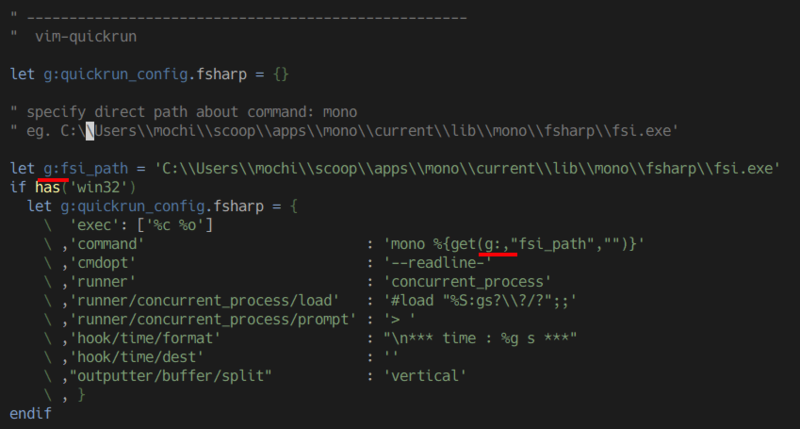 " ----------------------------------------------------
"  vim-quickrun
let g:quickrun_config.fsharp = {}
" specify direct path about command: mono
" eg. C:\\Users\\mochi\\scoop\\apps\\mono\\current\\lib\\mono\\fsharp\\fsi.exe'
let g:fsi_path = 'C:\\Users\\mochi\\scoop\\apps\\mono\\current\\lib\\mono\\fsharp\\fsi.exe'
if has('win32')
  let g:quickrun_config.fsharp = {
    \  'exec': ['%c %o']
    \ ,'command'                           : 'mono %{get(g:,"fsi_path","")}'
    \ ,'cmdopt'                            : '--readline-'
    \ ,'runner'                            : 'concurrent_process'
    \ ,'runner/concurrent_process/load'   : '#load "%S:gs?\\?/?";;'
    \ ,'runner/concurrent_process/prompt' : '> '
    \ ,'hook/time/format'                  : "\n*** time : %g s ***"
    \ ,'hook/time/dest'                    : ''
    \ ,"outputter/buffer/split"            : 'vertical'
    \ , }
endif